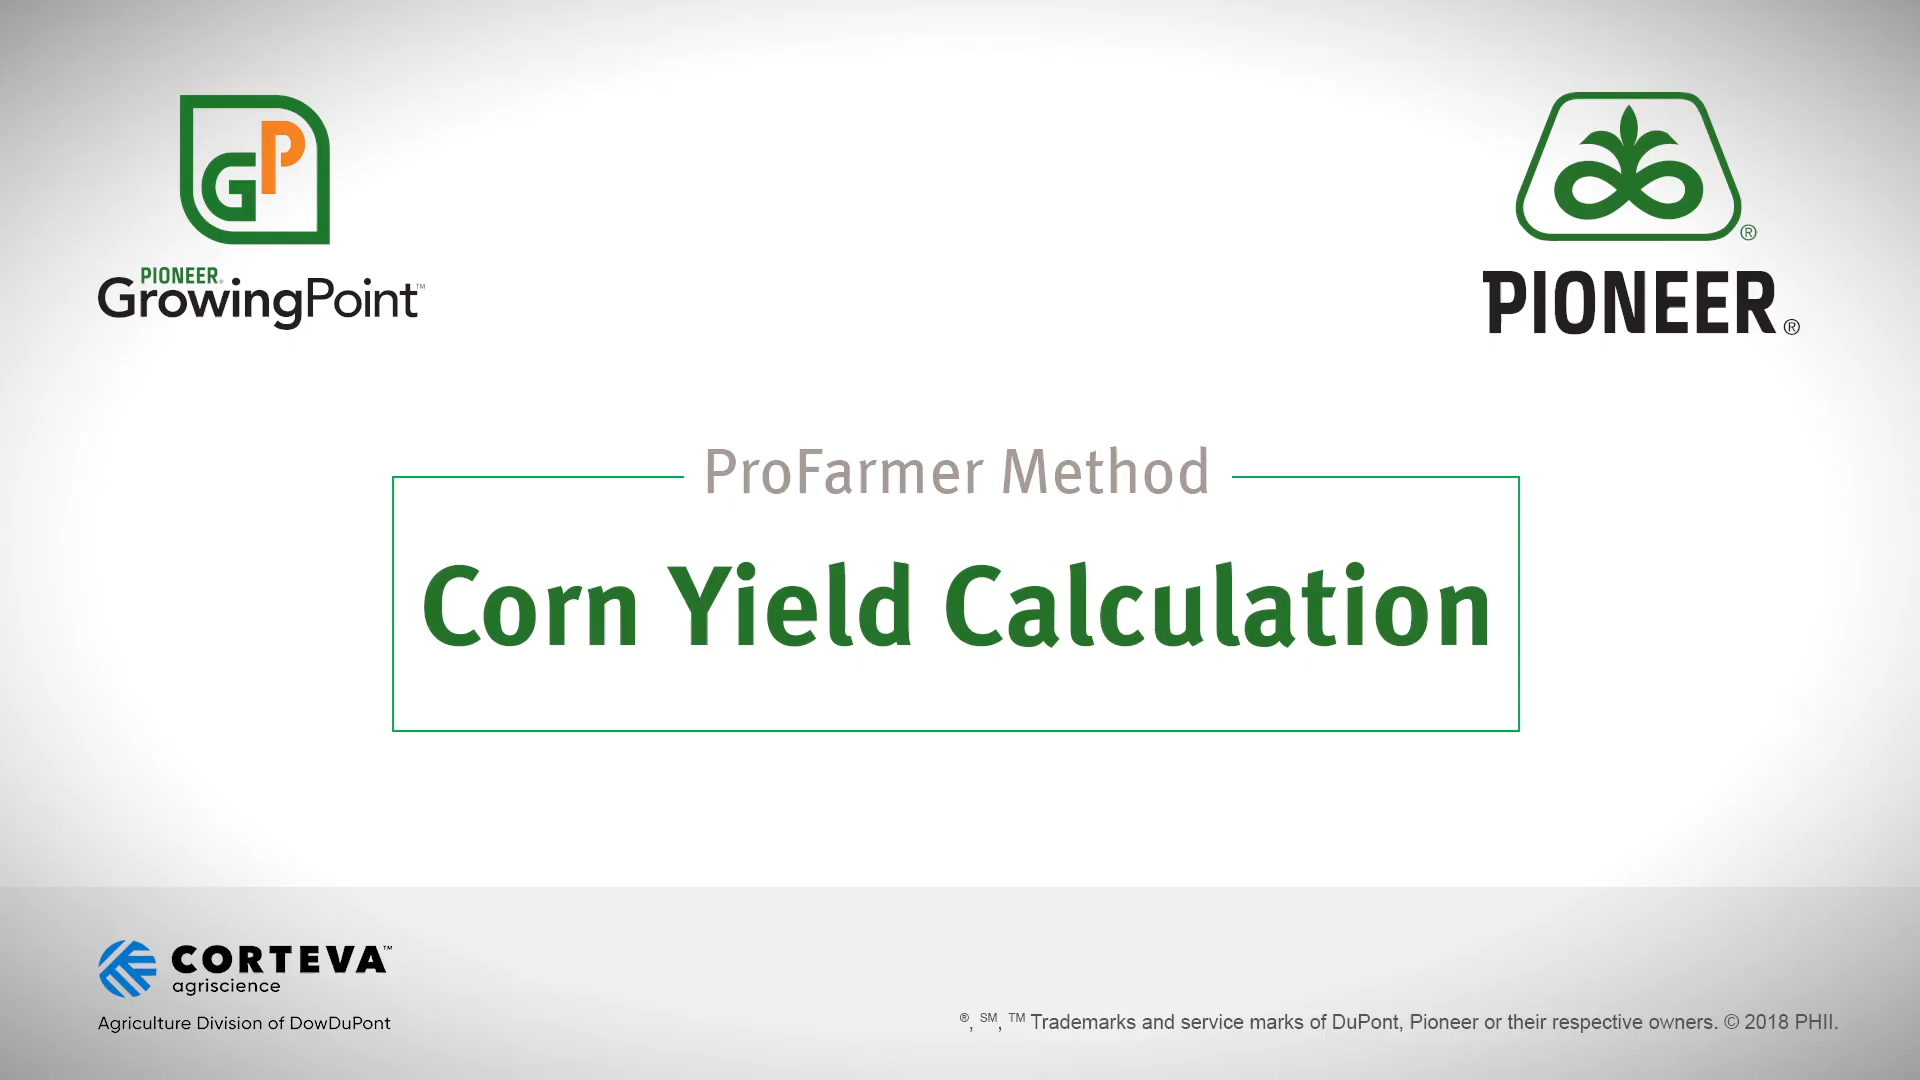 GP
PIONEER®
GrowingPoint™
®
PIONEER®
ProFarmer Method
Corn Yield Calculation
CORTEVA™
agriscience
Agriculture Division of DowDuPont
®, SM, TM Trademarks and service marks of DuPont, Pioneer or their respective owners. © 2018 PHII.